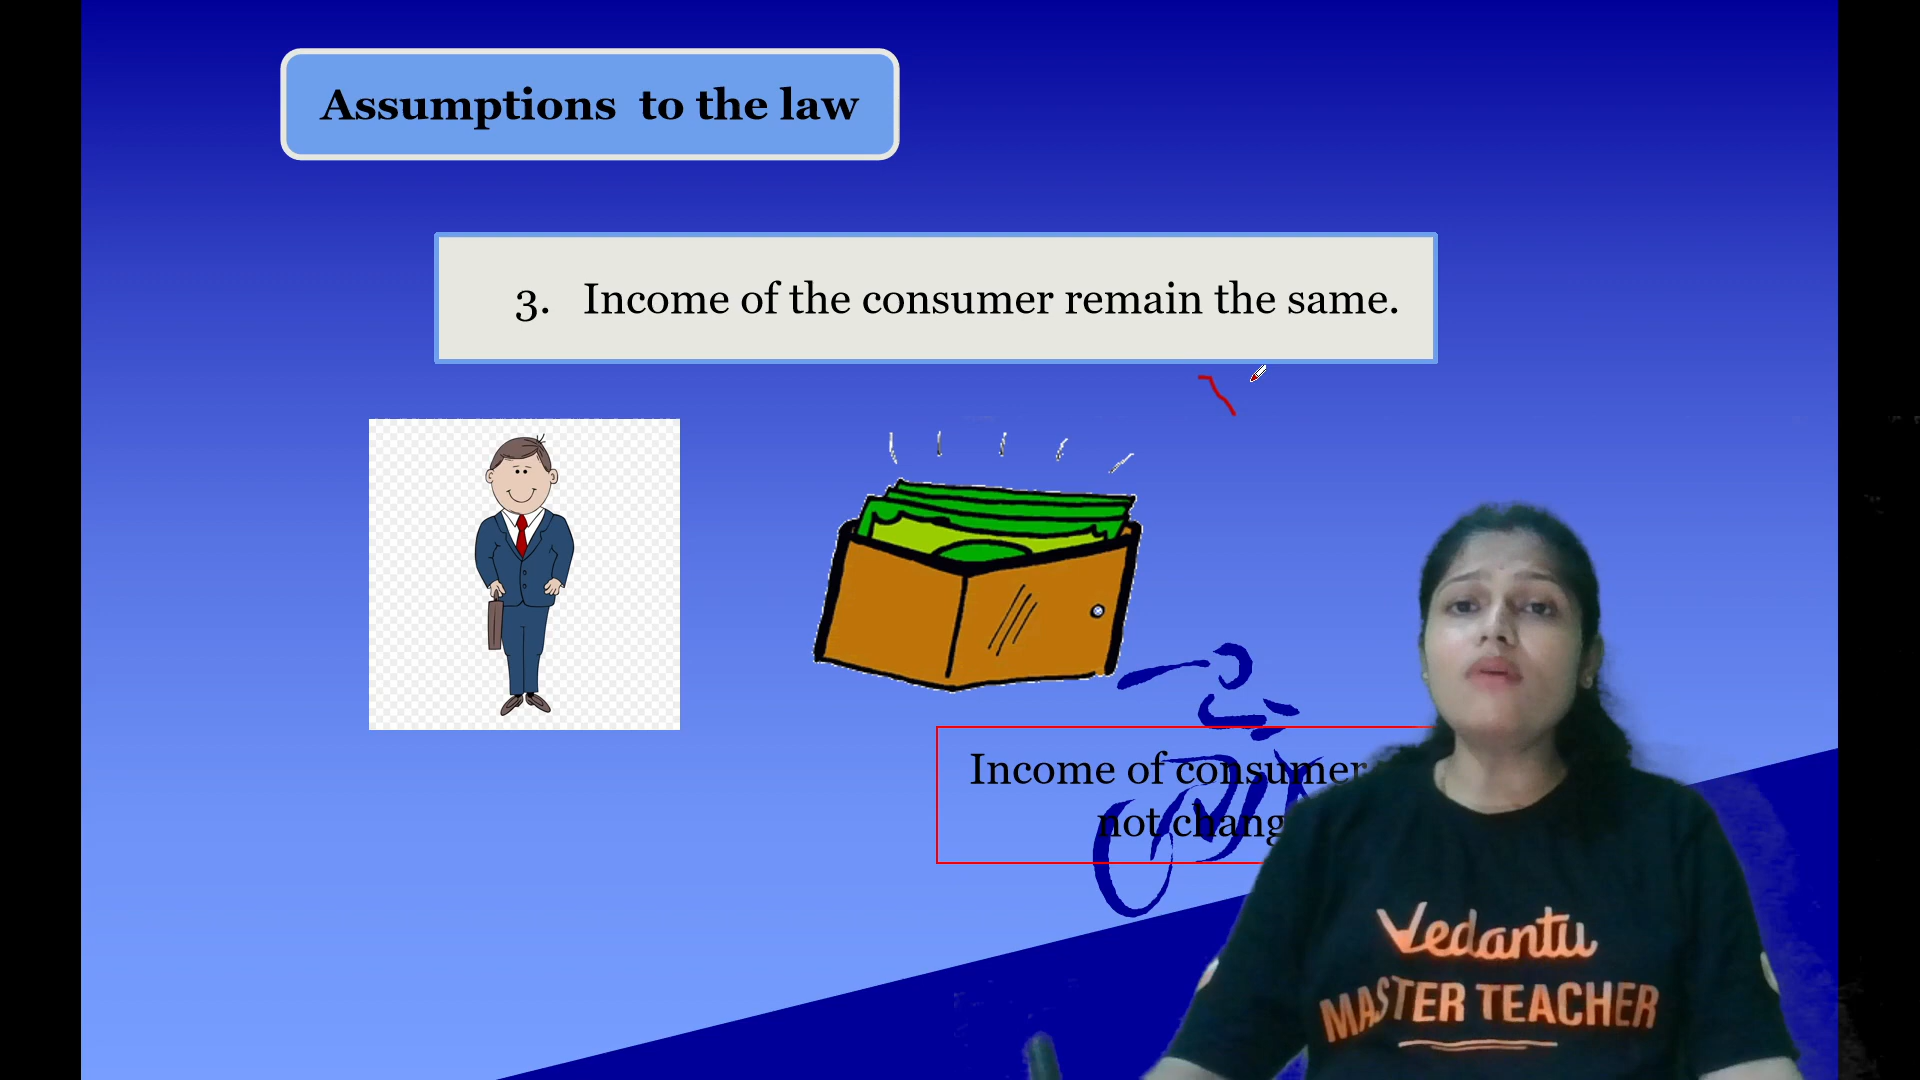 Assumptions to the law
3. Income of the consumer remain the same.
Income of consumer
not
Vedantu
MASTER TEACHER